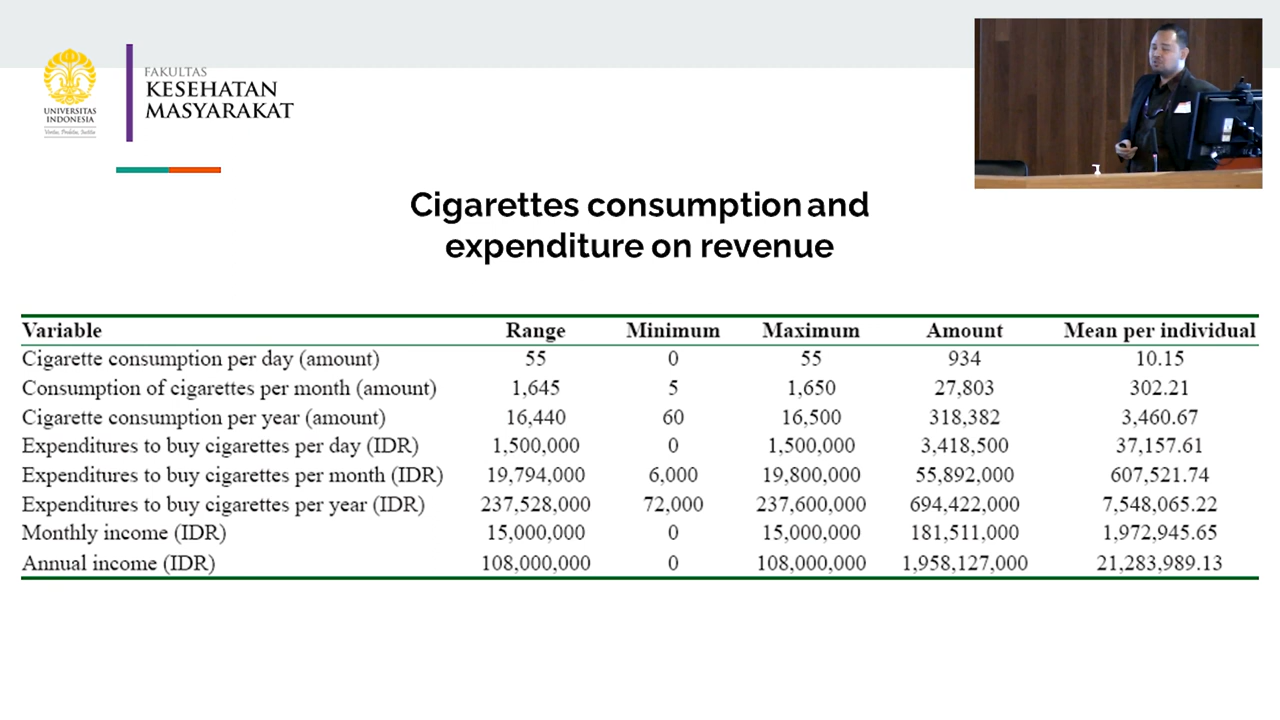 UNIVERSITAS
INDONESIA
Veritas, Probitas, Iustitia
FAKULTAS
KESEHATAN
MASYARAKAT
Cigarettes consumption and
expenditure on revenue
Variable Range Minimum Maximum Amount Mean per individual
Cigarette consumption per day (amount) 55 0 55 934 10.15
Consumption of cigarettes per month (amount) 1,645 5 1,650 27,803 302.21
Cigarette consumption per year (amount) 16,440 60 16,500 318,382 3,460.67
Expenditures to buy cigarettes per day (IDR) 1,500,000 0 1,500,000 3,418,500 37,157.61
Expenditures to buy cigarettes per month (IDR) 19,794,000 6,000 19,800,000 55,892,000 607,521.74
Expenditures to buy cigarettes per year (IDR) 237,528,000 72,000 237,600,000 694,422,000 7,548,065.22
Monthly income (IDR) 15,000,000 0 15,000,000 181,511,000 1,972,945.65
Annual income (IDR) 108,000,000 0 108,000,000 1,958,127,000 21,283,989.13